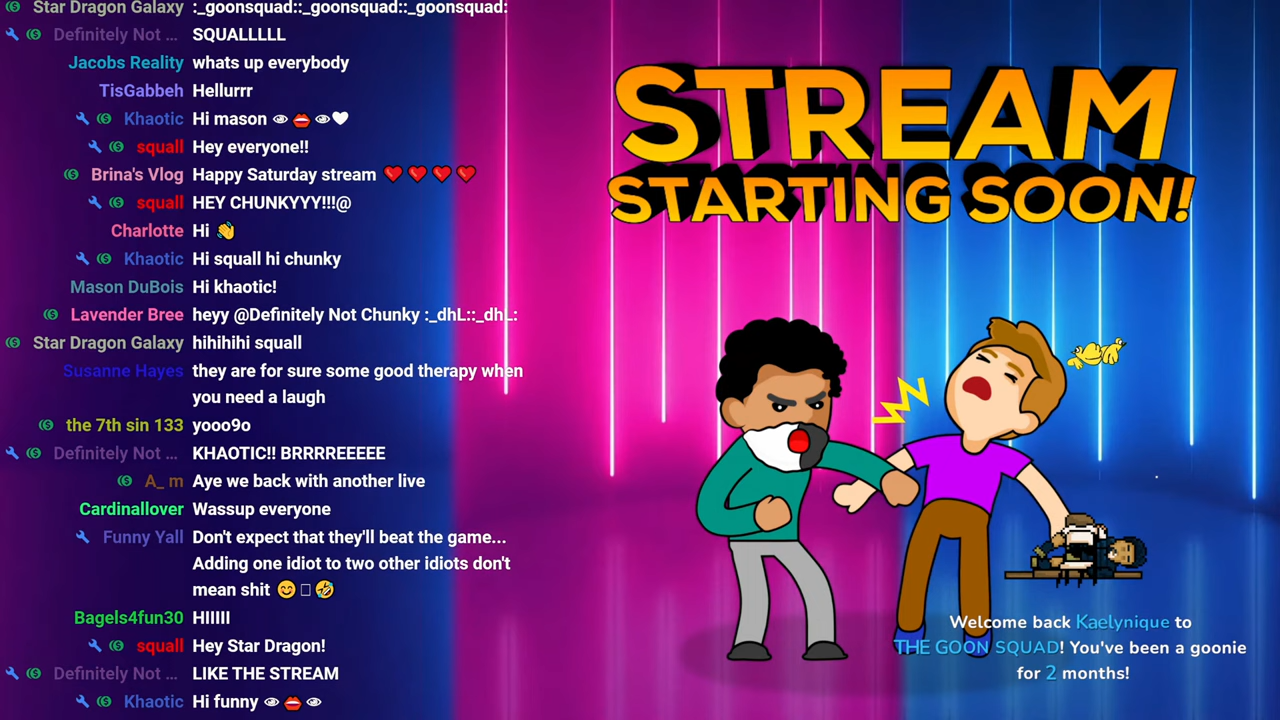 Star Dragon Galaxy :_goonsquad::_goonsquad::_goonsquad:
Definitely Not ... SQUALLLLL
Jacobs Reality whats up everybody
TisGabbeh Hellurrr
Khaotic Hi mason 👁️👄👁️🤍
squall Hey everyone!!
Brina's Vlog Happy Saturday stream ❤️❤️❤️❤️
squall HEY CHUNKYYY!!!@
Charlotte Hi 👋
Khaotic Hi squall hi chunky
Mason DuBois Hi khaotic!
Lavender Bree heyy @Definitely Not Chunky :_dhL::_dhL:
Star Dragon Galaxy hihihihi squall
Susanne Hayes they are for sure some good therapy when
you need a laugh
the 7th sin 133 yooo9o
Definitely Not ... KHAOTIC!! BRRRREEEEE
A_ m Aye we back with another live
Cardinallover Wassup everyone
Funny Yall Don't expect that they'll beat the game...
Adding one idiot to two other idiots don't
mean shit 😊 🤣
Bagels4fun30 HIIIII
squall Hey Star Dragon!
Definitely Not ... LIKE THE STREAM
Khaotic Hi funny 👁️👄👁️
STREAM
STARTING SOON!
Welcome back Kaelynique to
THE GOON SQUAD! You've been a goonie
for 2 months!